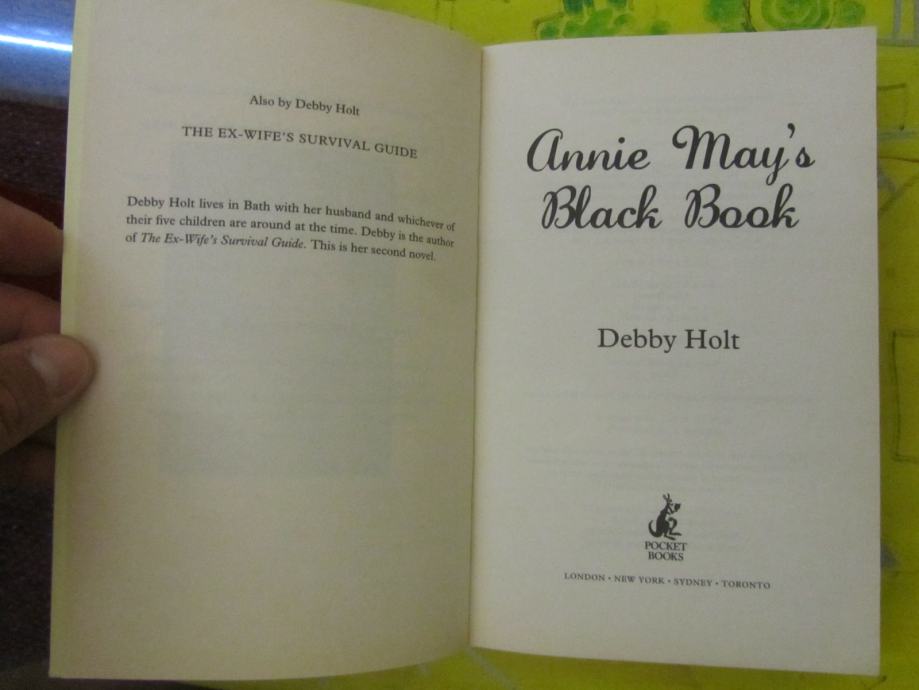 Also by Debby Holt
THE EX-WIFE'S SURVIVAL GUIDE
Debby Holt lives in Bath with her husband and whichever of
their five children are around at the time. Debby is the author
of The Ex-Wife's Survival Guide. This is her second novel.
Annie May's
Black Book
Debby Holt
POCKET
BOOKS
LONDON • NEW YORK • SYDNEY • TORONTO